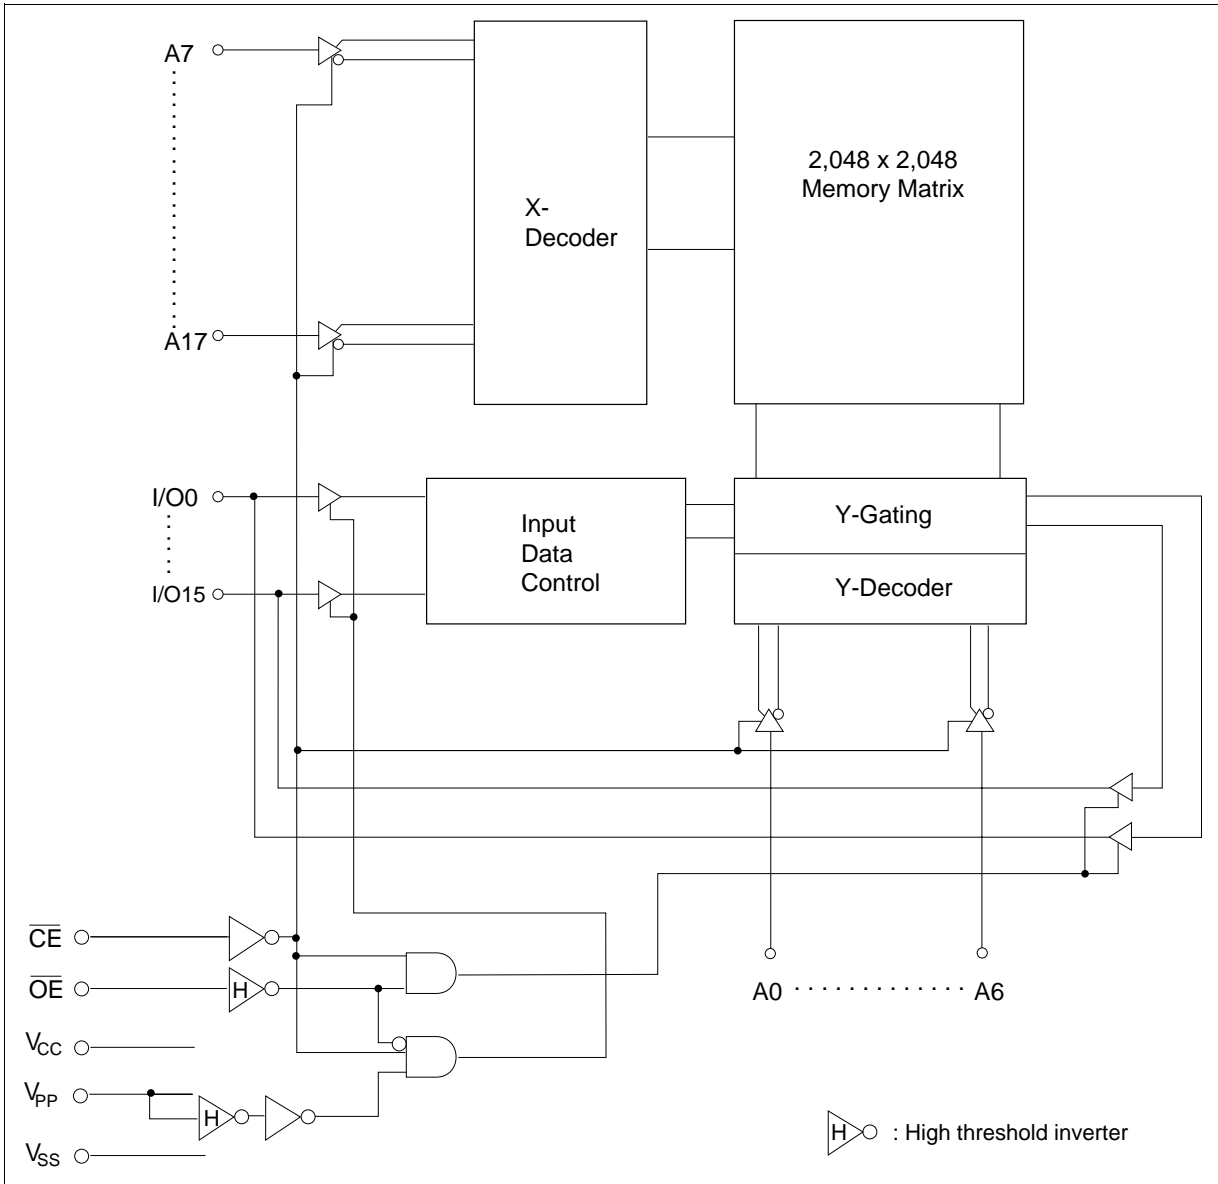 A7
X-
Decoder
2,048 x 2,048
Memory Matrix
A17
I/O0
I/O15
Input
Data
Control
Y-Gating
Y-Decoder
CE
OE
H
VCC
VPP
H
VSS
A0
A6
H : High threshold inverter